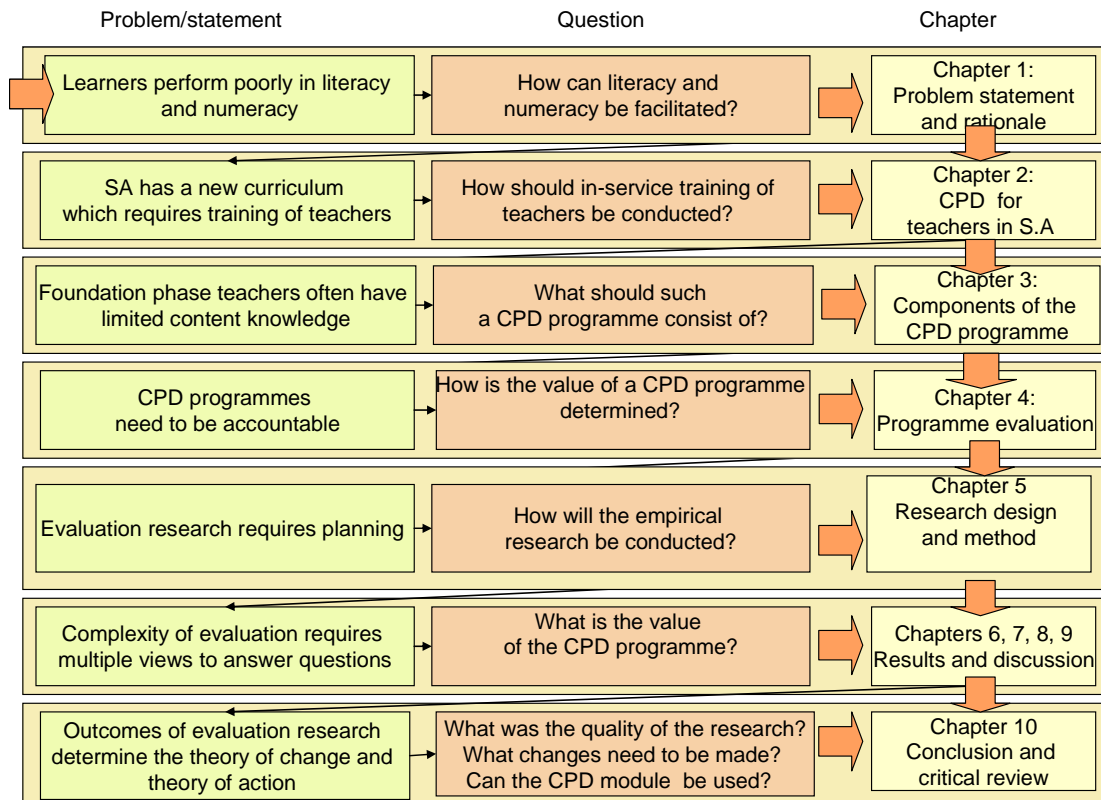 Problem/statement
Question
Chapter
Learners perform poorly in literacy
and numeracy
How can literacy and
numeracy be facilitated?
Chapter 1:
Problem statement
and rationale
SA has a new curriculum
which requires training of teachers
How should in-service training of
teachers be conducted?
Chapter 2:
CPD for
teachers in S.A
Foundation phase teachers often have
limited content knowledge
What should such
a CPD programme consist of?
Chapter 3:
Components of the
CPD programme
CPD programmes
need to be accountable
How is the value of a CPD programme
determined?
Chapter 4:
Programme evaluation
Evaluation research requires planning
How will the empirical
research be conducted?
Chapter 5
Research design
and method
Complexity of evaluation requires
multiple views to answer questions
What is the value
of the CPD programme?
Chapters 6, 7, 8, 9
Results and discussion
Outcomes of evaluation research
determine the theory of change and
theory of action
What was the quality of the research?
What changes need to be made?
Can the CPD module be used?
Chapter 10
Conclusion and
critical review